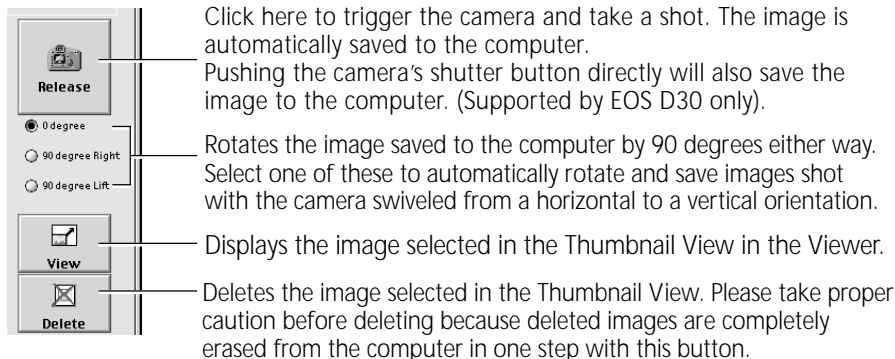 Click here to trigger the camera and take a shot. The image is
automatically saved to the computer.
Pushing the camera's shutter button directly will also save the
image to the computer. (Supported by EOS D30 only).
Release
0 degree
90 degree Right
90 degree Lift
Rotates the image saved to the computer by 90 degrees either way.
Select one of these to automatically rotate and save images shot
with the camera swiveled from a horizontal to a vertical orientation.
View
Displays the image selected in the Thumbnail View in the Viewer.
Delete
Deletes the image selected in the Thumbnail View. Please take proper
caution before deleting because deleted images are completely
erased from the computer in one step with this button.